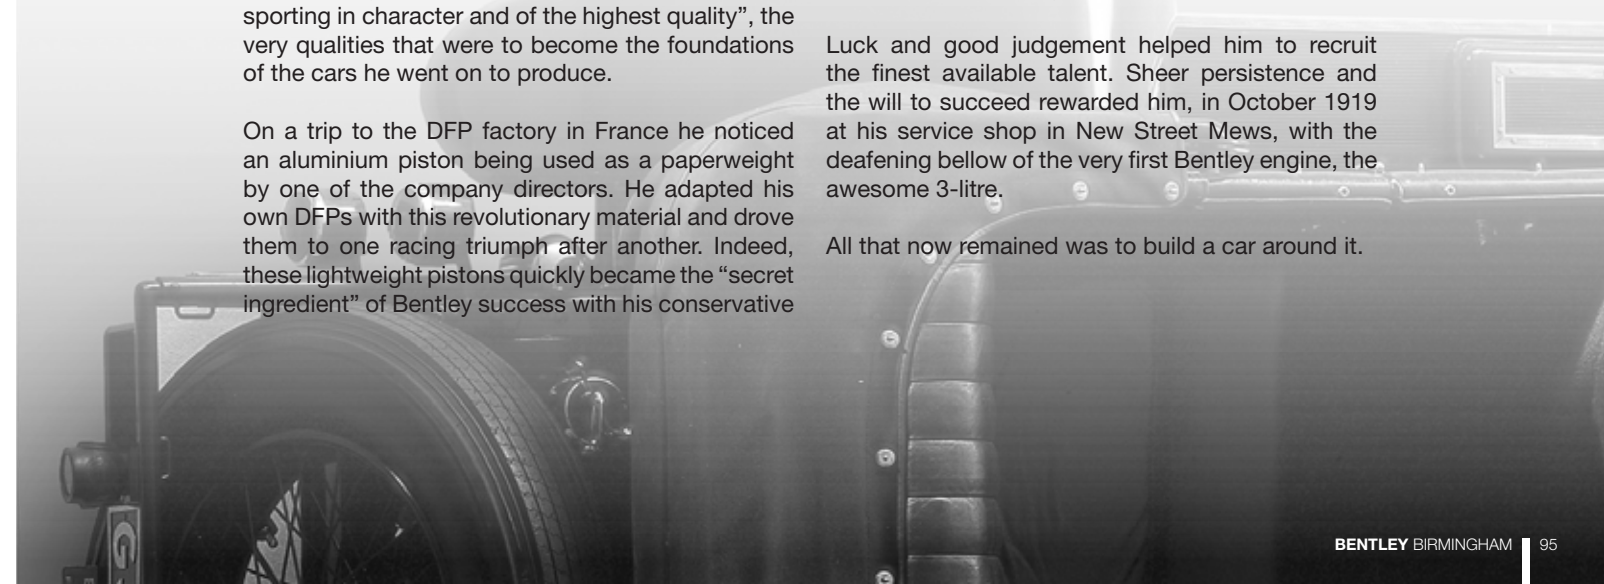 sporting in character and of the highest quality”, the
very qualities that were to become the foundations
of the cars he went on to produce.
On a trip to the DFP factory in France he noticed
an aluminium piston being used as a paperweight
by one of the company directors. He adapted his
own DFPs with this revolutionary material and drove
them to one racing triumph after another. Indeed,
these lightweight pistons quickly became the “secret
ingredient” of Bentley success with his conservative
Luck and good judgement helped him to recruit
the finest available talent. Sheer persistence and
the will to succeed rewarded him, in October 1919
at his service shop in New Street Mews, with the
deafening bellow of the very first Bentley engine, the
awesome 3-litre.
All that now remained was to build a car around it.
G
BENTLEY BIRMINGHAM 95